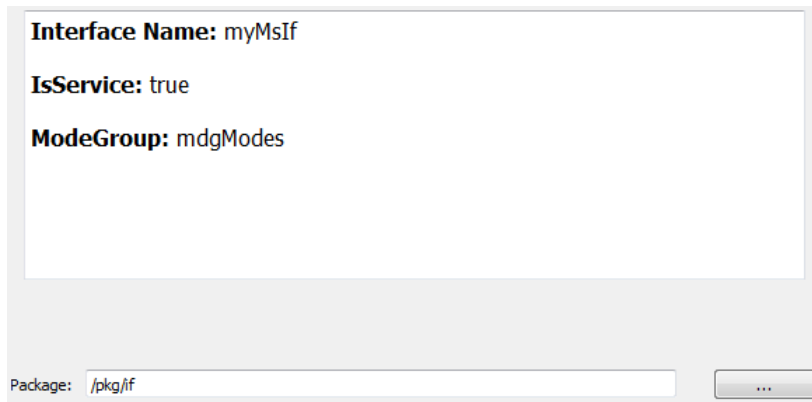 Interface Name: myMsIf
IsService: true
ModeGroup: mdgModes
Package: /pkg/if ...